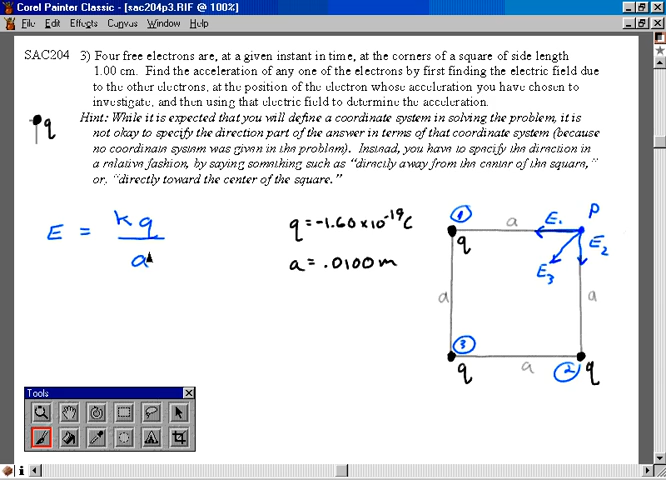 Corel Painter Classic - [sac204p3.RIF @ 100%]
File Edit Effects Canvas Window Help
SAC204 3) Four free electrons are, at a given instant in time, at the corners of a square of side length
1.00 cm. Find the acceleration of any one of the electrons by first finding the electric field due
to the other electrons, at the position of the electron whose acceleration you have chosen to
investigate, and then using that electric field to determine the acceleration.
Hint: While it is expected that you will define a coordinate system in solving the problem, it is
not okay to specify the direction part of the answer in terms of that coordinate system (because
no coordinate system was given in the problem). Instead, you have to specify the direction in
a relative fashion, by saying something such as "directly away from the center of the square,"
or, "directly toward the center of the square."
q
E = kq / a
q = -1.60 x 10^-19 C
a = .0100 m
1 a E1 P
q E2
E3
a a
3 2
q a q
Tools